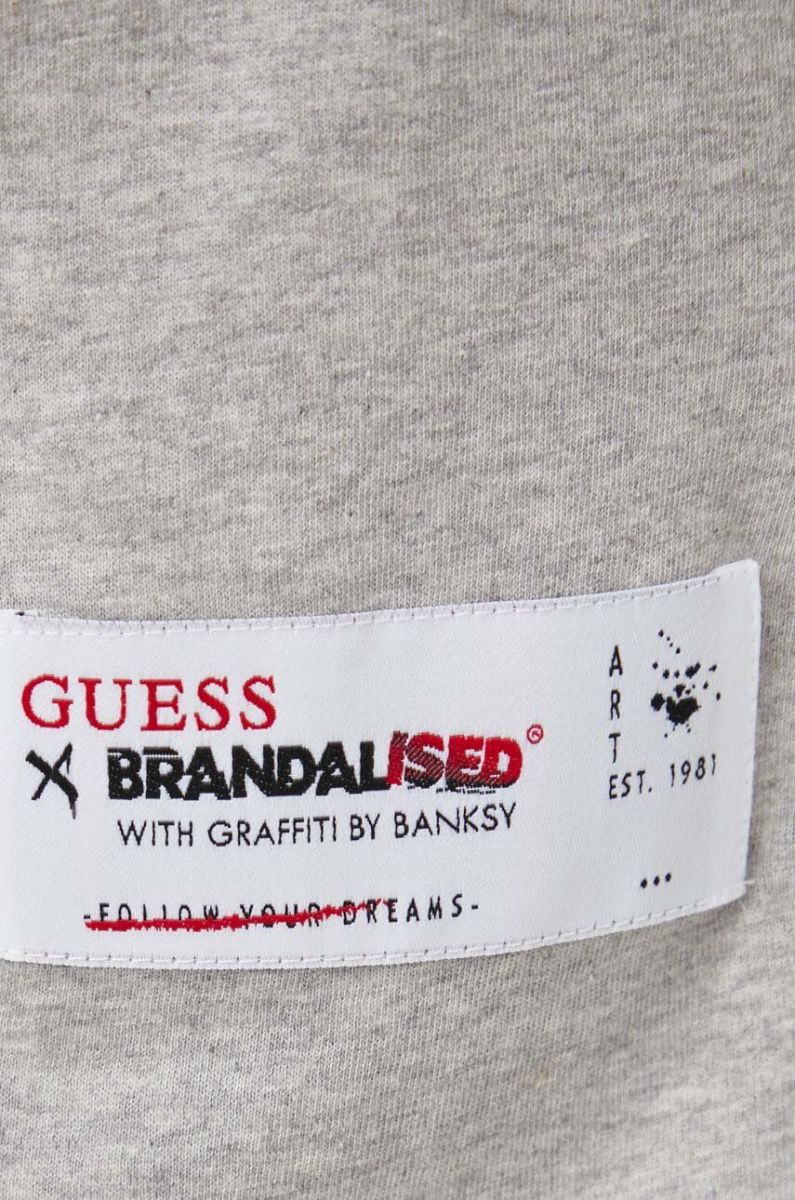 GUESS
X BRANDALISED®
WITH GRAFFITI BY BANKSY
-FOLLOW YOUR DREAMS-
ART
EST. 1981
...